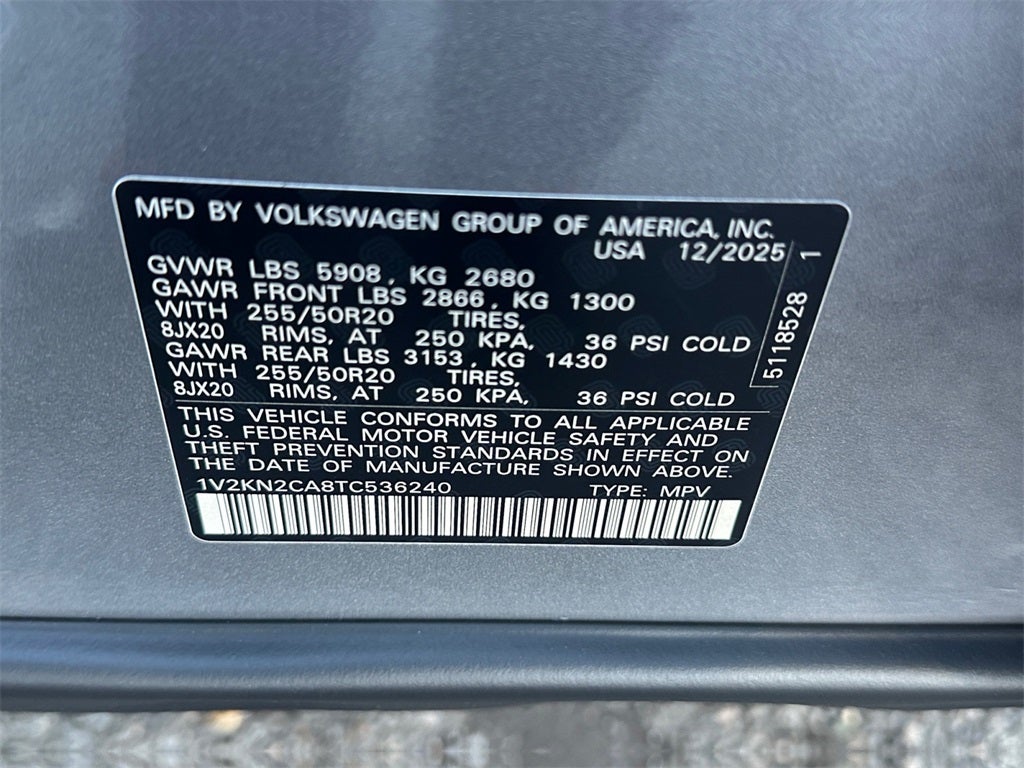 MFD BY VOLKSWAGEN GROUP OF AMERICA, INC.
USA 12/2025
GVWR LBS 5908, KG 2680
GAWR FRONT LBS 2866, KG 1300
WITH 255/50R20 TIRES,
8JX20 RIMS, AT 250 KPA, 36 PSI COLD
GAWR REAR LBS 3153, KG 1430
WITH 255/50R20 TIRES,
8JX20 RIMS, AT 250 KPA, 36 PSI COLD
5118528 1
THIS VEHICLE CONFORMS TO ALL APPLICABLE
U.S. FEDERAL MOTOR VEHICLE SAFETY AND
THEFT PREVENTION STANDARDS IN EFFECT ON
THE DATE OF MANUFACTURE SHOWN ABOVE.
1V2KN2CA8TC536240 TYPE: MPV